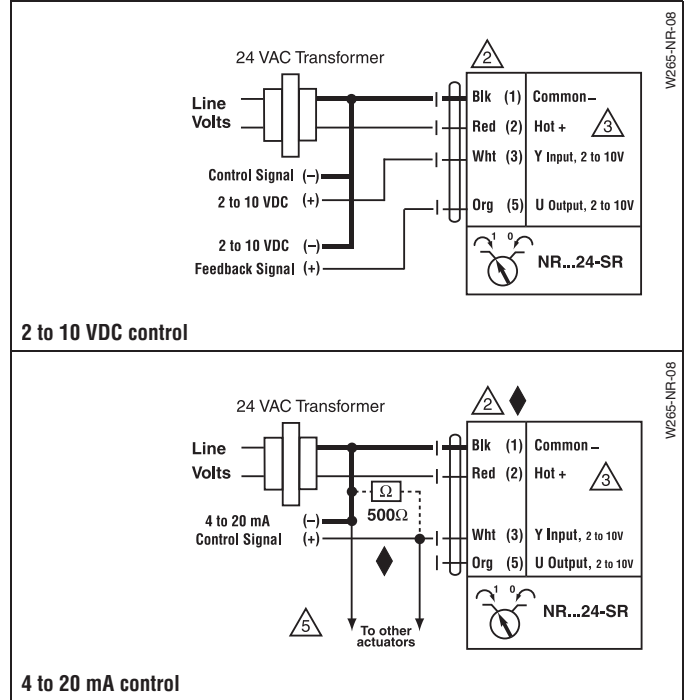 W265-NR-08
24 VAC Transformer
2
Line
Volts
Blk (1) Common –
Red (2) Hot +
3
Wht (3) Y Input, 2 to 10V
Control Signal (–)
2 to 10 VDC (+)
Org (5) U Output, 2 to 10V
2 to 10 VDC (–)
Feedback Signal (+)
1 0
NR...24-SR
2 to 10 VDC control
W265-NR-08
24 VAC Transformer
2
Line
Volts
Blk (1) Common –
Red (2) Hot +
3
Ω
500Ω
4 to 20 mA (–)
Control Signal (+)
Wht (3) Y Input, 2 to 10V
Org (5) U Output, 2 to 10V
1 0
NR...24-SR
5
To other
actuators
4 to 20 mA control